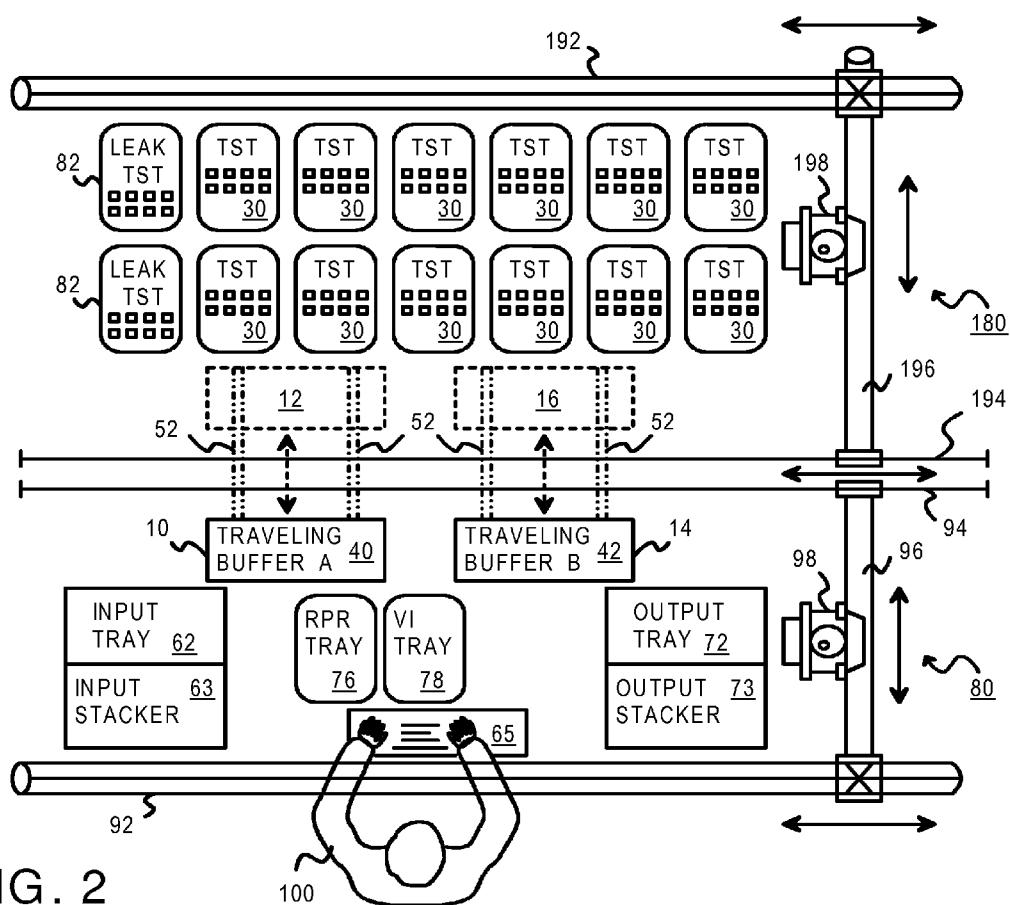 192
LEAK TST TST TST TST TST TST
TST
82
198
30 30 30 30 30 30
LEAK TST TST TST TST TST TST
TST
82
30 30 30 30 30 30
180
12
16
196
52
52
52
194
10
TRAVELING
BUFFER A 40
TRAVELING
BUFFER B 42
14
94
96
98
INPUT
TRAY 62
INPUT 63
STACKER
RPR
TRAY
76
VI
TRAY
78
OUTPUT
TRAY 72
OUTPUT 73
STACKER
80
65
92
100
IG. 2